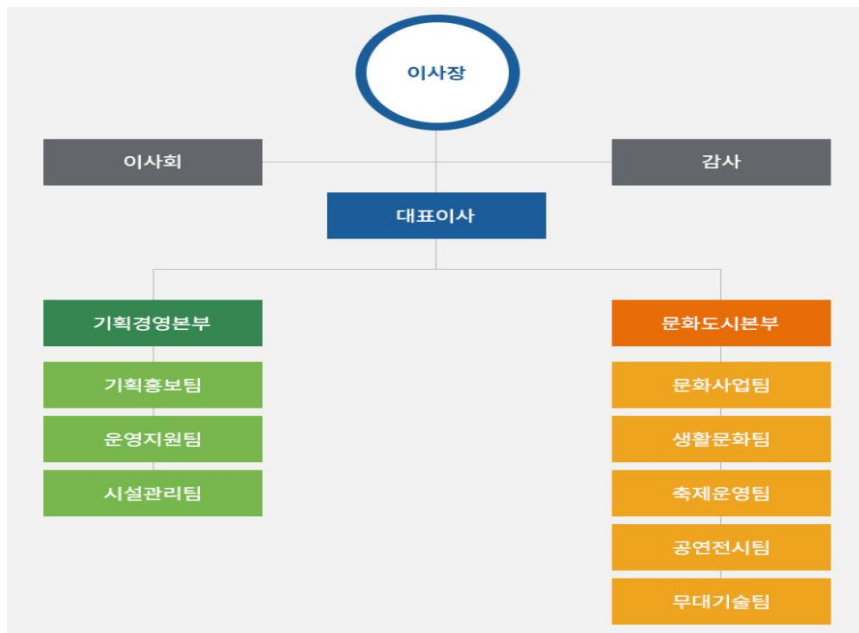 이사장
이사회
감사
대표이사
기획경영본부
문화도시본부
기획홍보팀
문화사업팀
운영지원팀
생활문화팀
시설관리팀
축제운영팀
공연전시팀
무대기술팀